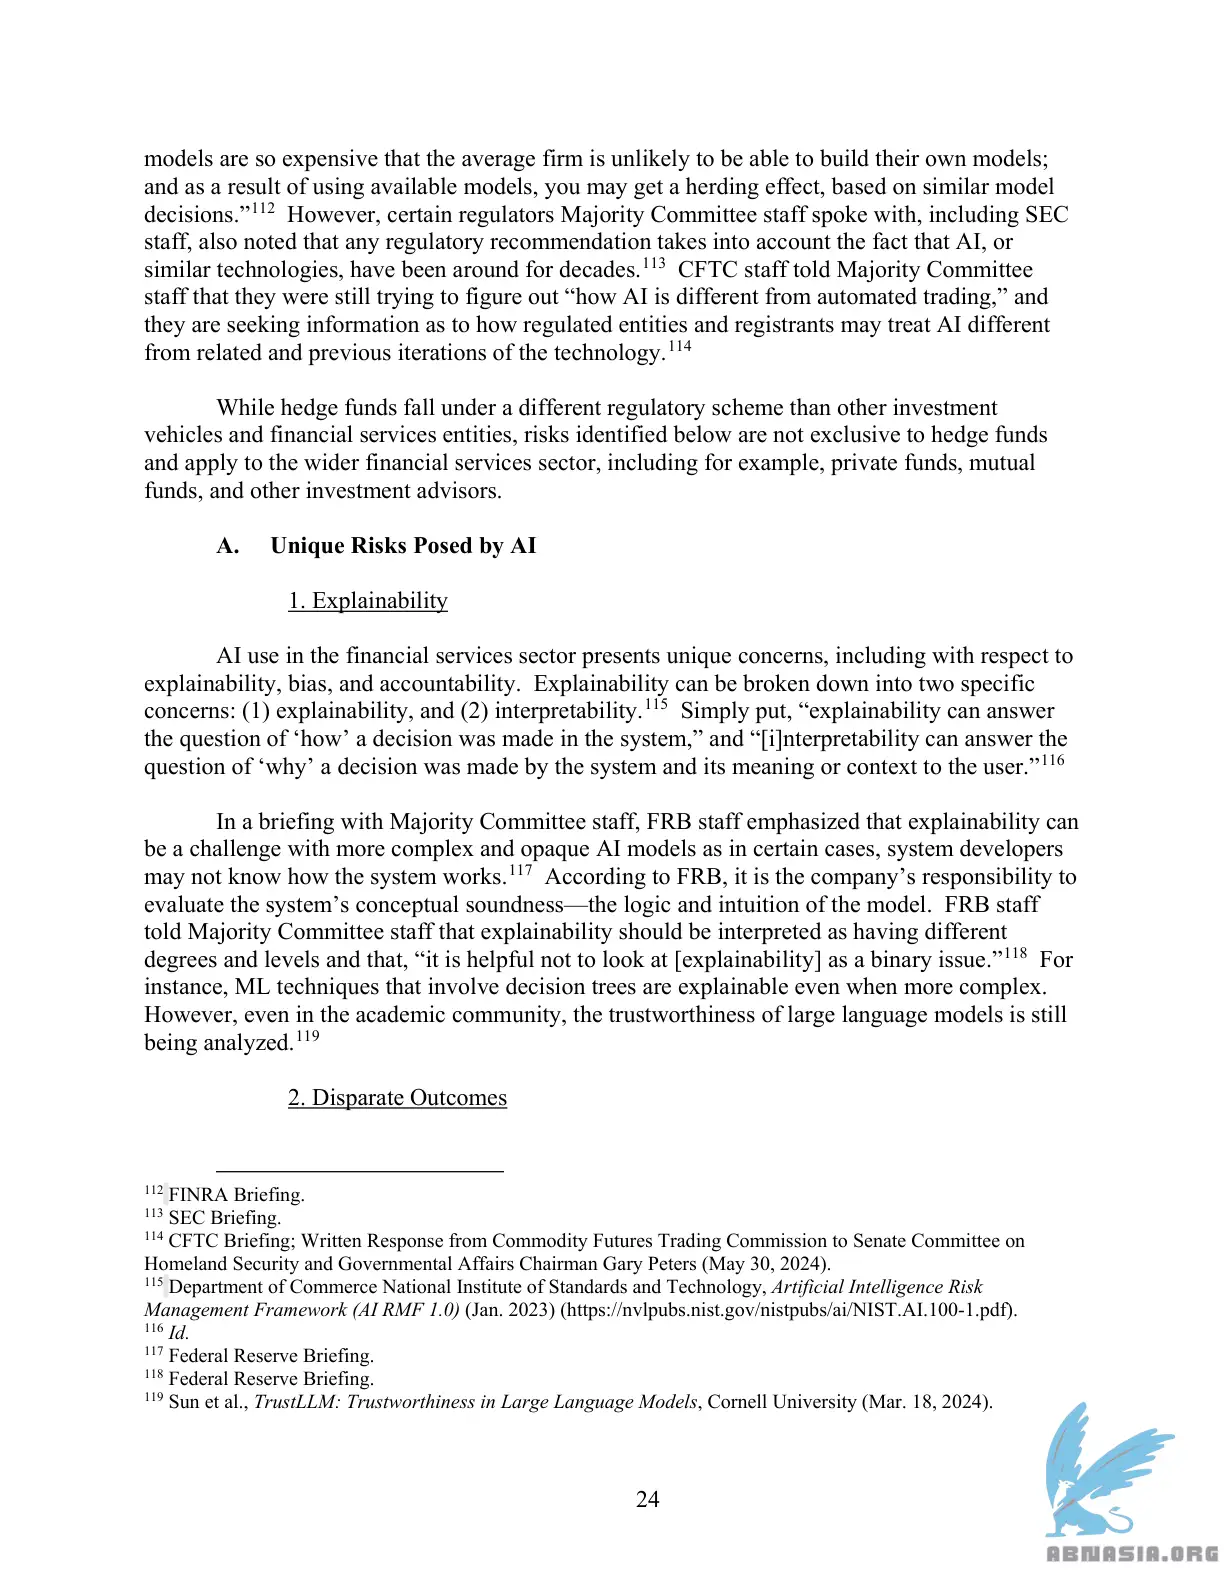 models are so expensive that the average firm is unlikely to be able to build their own models;
and as a result of using available models, you may get a herding effect, based on similar model
decisions.”112 However, certain regulators Majority Committee staff spoke with, including SEC
staff, also noted that any regulatory recommendation takes into account the fact that AI, or
similar technologies, have been around for decades.113 CFTC staff told Majority Committee
staff that they were still trying to figure out “how AI is different from automated trading,” and
they are seeking information as to how regulated entities and registrants may treat AI different
from related and previous iterations of the technology.114
While hedge funds fall under a different regulatory scheme than other investment
vehicles and financial services entities, risks identified below are not exclusive to hedge funds
and apply to the wider financial services sector, including for example, private funds, mutual
funds, and other investment advisors.
A. Unique Risks Posed by AI
1. Explainability
AI use in the financial services sector presents unique concerns, including with respect to
explainability, bias, and accountability. Explainability can be broken down into two specific
concerns: (1) explainability, and (2) interpretability.115 Simply put, “explainability can answer
the question of ‘how’ a decision was made in the system,” and “[i]nterpretability can answer the
question of ‘why’ a decision was made by the system and its meaning or context to the user.”116
In a briefing with Majority Committee staff, FRB staff emphasized that explainability can
be a challenge with more complex and opaque AI models as in certain cases, system developers
may not know how the system works.117 According to FRB, it is the company’s responsibility to
evaluate the system’s conceptual soundness—the logic and intuition of the model. FRB staff
told Majority Committee staff that explainability should be interpreted as having different
degrees and levels and that, “it is helpful not to look at [explainability] as a binary issue.”118 For
instance, ML techniques that involve decision trees are explainable even when more complex.
However, even in the academic community, the trustworthiness of large language models is still
being analyzed.119
2. Disparate Outcomes
112 FINRA Briefing.
113 SEC Briefing.
114 CFTC Briefing; Written Response from Commodity Futures Trading Commission to Senate Committee on
Homeland Security and Governmental Affairs Chairman Gary Peters (May 30, 2024).
115 Department of Commerce National Institute of Standards and Technology, Artificial Intelligence Risk
Management Framework (AI RMF 1.0) (Jan. 2023) (https://nvlpubs.nist.gov/nistpubs/ai/NIST.AI.100-1.pdf).
116 Id.
117 Federal Reserve Briefing.
118 Federal Reserve Briefing.
119 Sun et al., TrustLLM: Trustworthiness in Large Language Models, Cornell University (Mar. 18, 2024).
24
ABNASIA.ORG